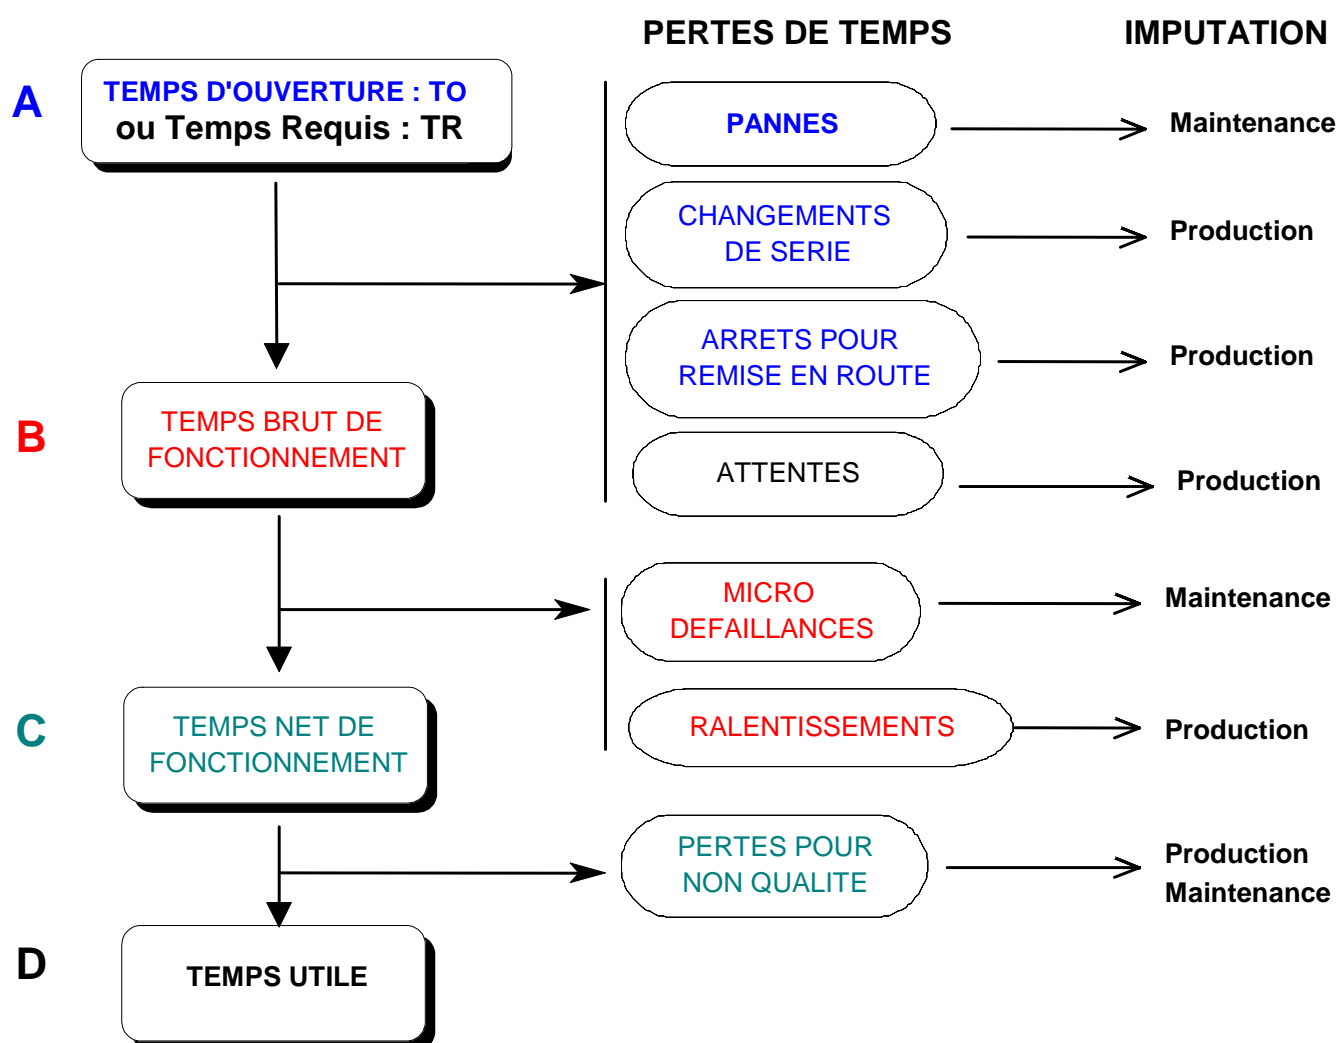 PERTES DE TEMPS
IMPUTATION
A
TEMPS D'OUVERTURE : TO
ou Temps Requis : TR
PANNES
Maintenance
CHANGEMENTS
DE SERIE
Production
ARRETS POUR
REMISE EN ROUTE
Production
B
TEMPS BRUT DE
FONCTIONNEMENT
ATTENTES
Production
MICRO
DEFAILLANCES
Maintenance
C
TEMPS NET DE
FONCTIONNEMENT
RALENTISSEMENTS
Production
PERTES POUR
NON QUALITE
Production
Maintenance
D
TEMPS UTILE